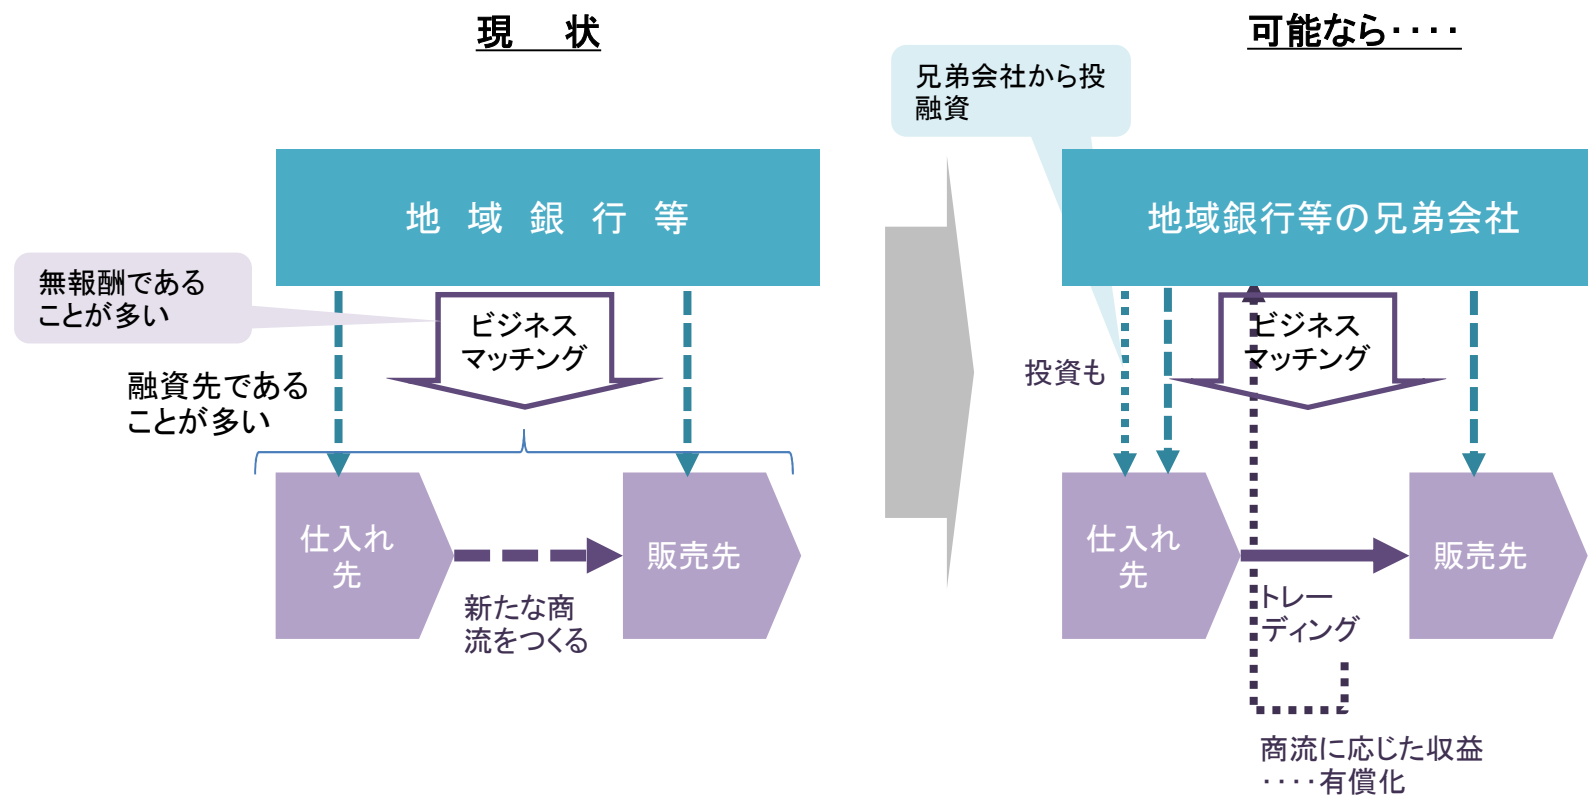 現　状
地 域 銀 行 等
無報酬である
ことが多い
ビジネス
マッチング
融資先である
ことが多い
仕入れ
先
販売先
新たな商
流をつくる
可能なら‥‥
兄弟会社から投
融資
地域銀行等の兄弟会社
ビジネス
マッチング
投資も
仕入れ
先
販売先
トレー
ディング
商流に応じた収益
‥‥有償化